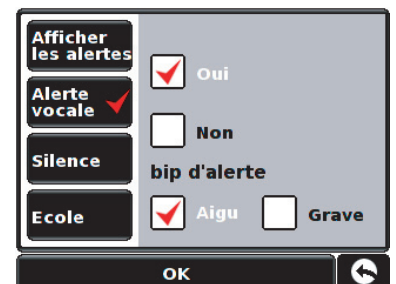 Afficher
les alertes
Alerte
vocale
Silence
Ecole
Oui
Non
bip d'alerte
Aigu Grave
OK